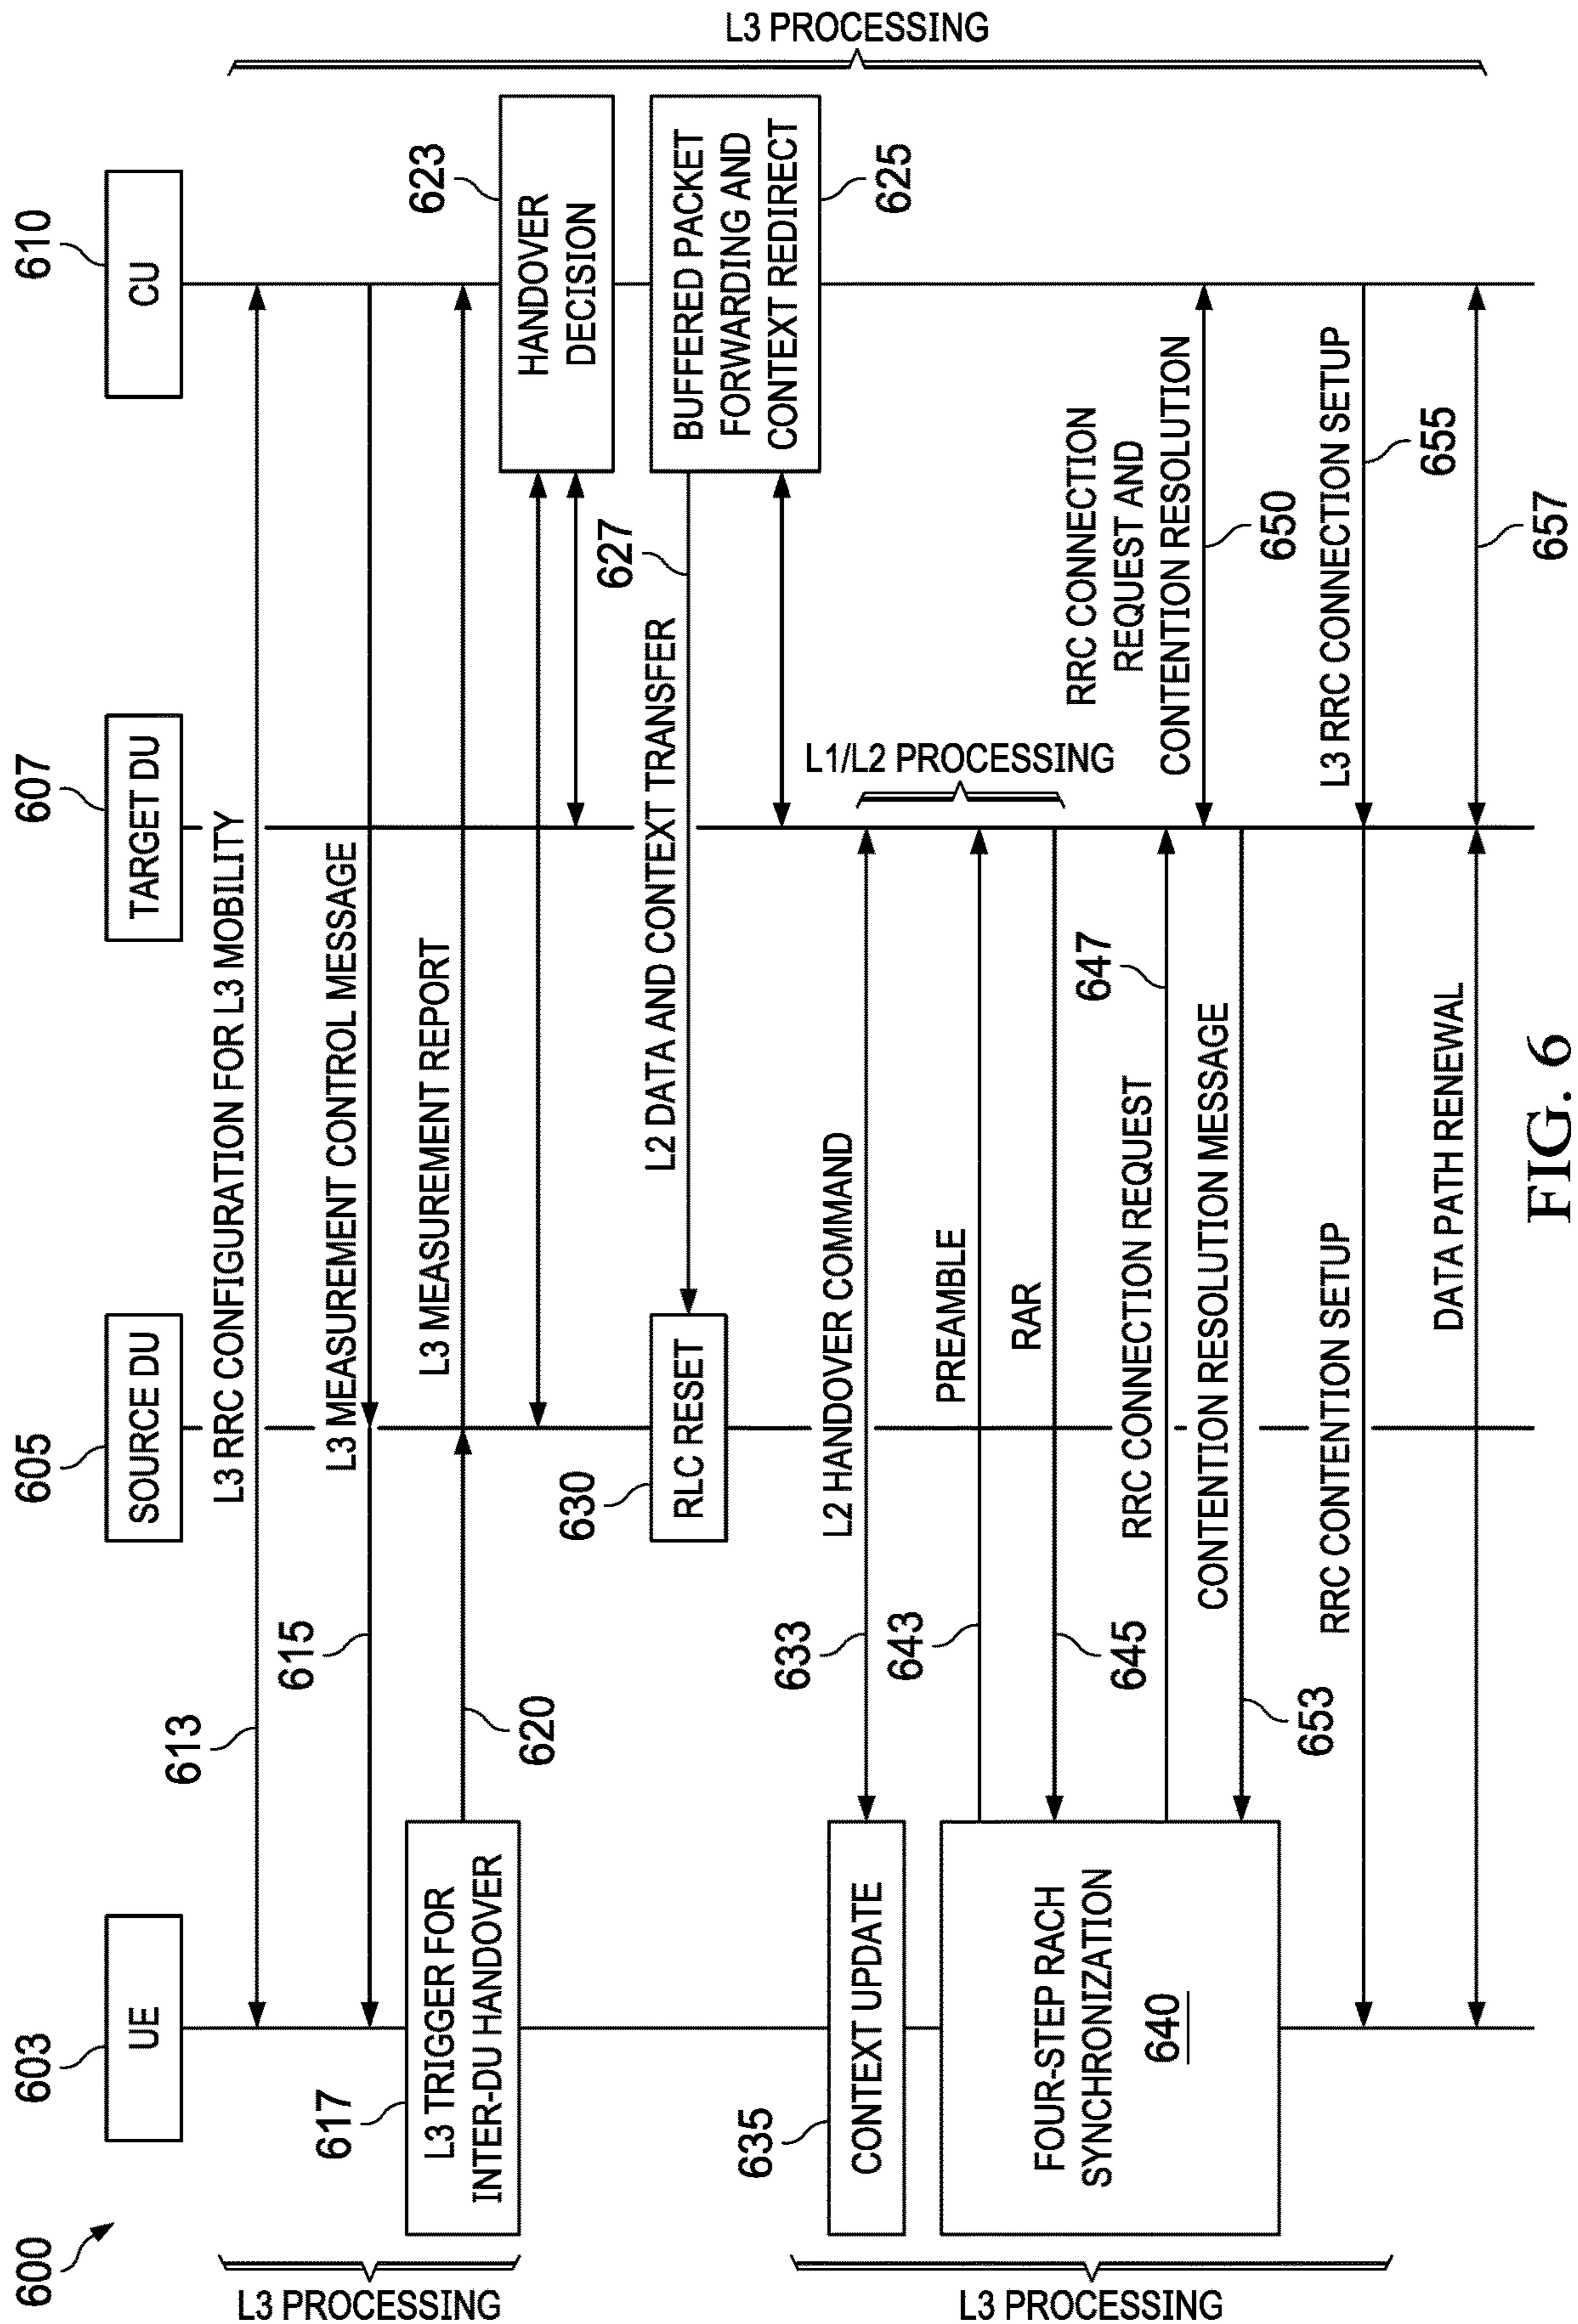 600
603
UE
605
SOURCE DU
607
TARGET DU
610
CU
613
L3 RRC CONFIGURATION FOR L3 MOBILITY
615
L3 MEASUREMENT CONTROL MESSAGE
L3 PROCESSING
617
L3 TRIGGER FOR
INTER-DU HANDOVER
620
L3 MEASUREMENT REPORT
623
HANDOVER
DECISION
L3 PROCESSING
630
RLC RESET
L2 DATA AND CONTEXT TRANSFER
627
BUFFERED PACKET
FORWARDING AND
CONTEXT REDIRECT
625
635
CONTEXT UPDATE
633
L2 HANDOVER COMMAND
L1/L2 PROCESSING
L3 PROCESSING
FOUR-STEP RACH
SYNCHRONIZATION
640
643
PREAMBLE
645
RAR
RRC CONNECTION REQUEST
647
RRC CONNECTION
REQUEST AND
CONTENTION RESOLUTION
650
653
CONTENTION RESOLUTION MESSAGE
RRC CONTENTION SETUP
L3 RRC CONNECTION SETUP
655
DATA PATH RENEWAL
657
FIG. 6